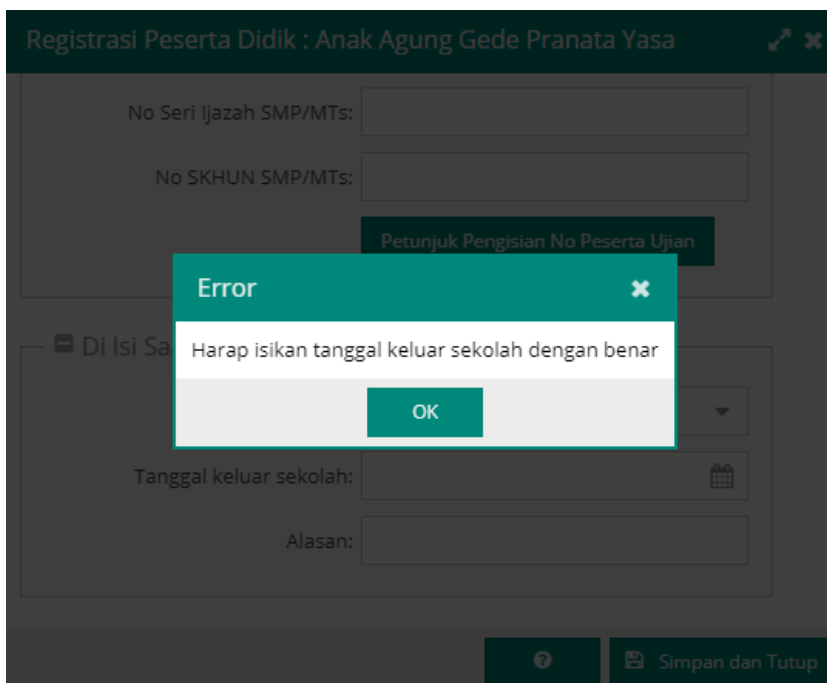 Registrasi Peserta Didik : Anak Agung Gede Pranata Yasa
No Seri Ijazah SMP/MTs:
No SKHUN SMP/MTs:
Petunjuk Pengisian No Peserta Ujian
Error
Di Isi
Harap isikan tanggal keluar sekolah dengan benar
OK
Tanggal keluar sekolah:
Alasan:
Simpan dan Tutup